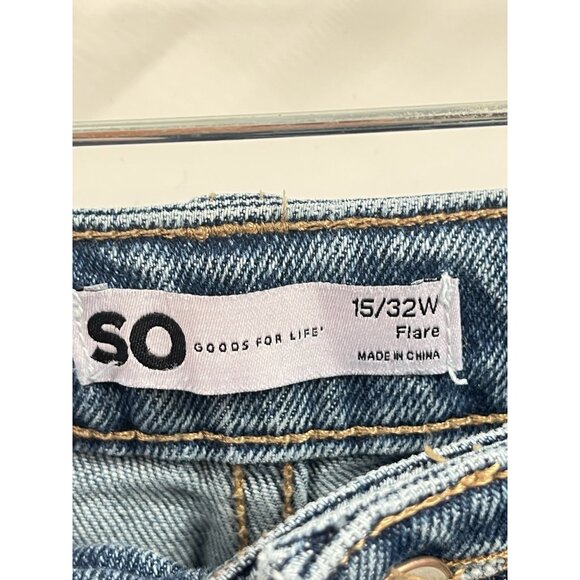 SO GOODS FOR LIFE'
15/32W
Flare
MADE IN CHINA